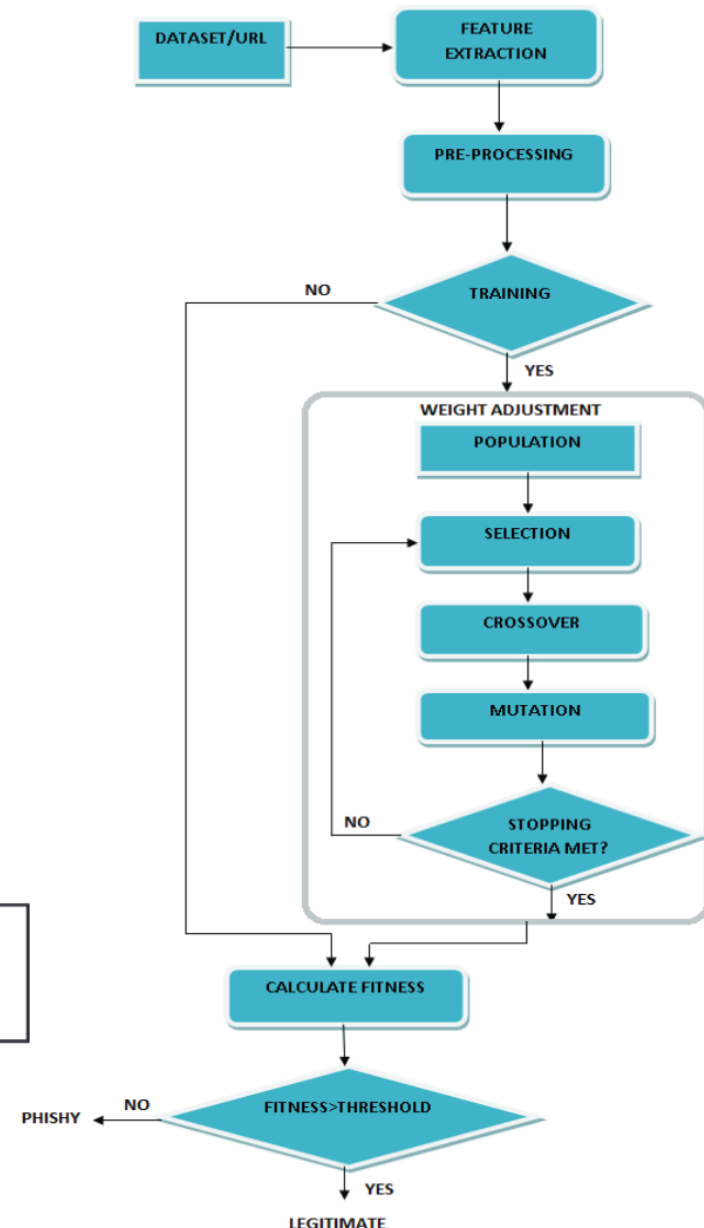 DATASET/URL
FEATURE
EXTRACTION
PRE-PROCESSING
TRAINING
NO
YES
WEIGHT ADJUSTMENT
POPULATION
SELECTION
CROSSOVER
MUTATION
STOPPING
CRITERIA MET?
NO
YES
CALCULATE FITNESS
FITNESS>THRESHOLD
NO
PHISHY
YES
LEGITIMATE